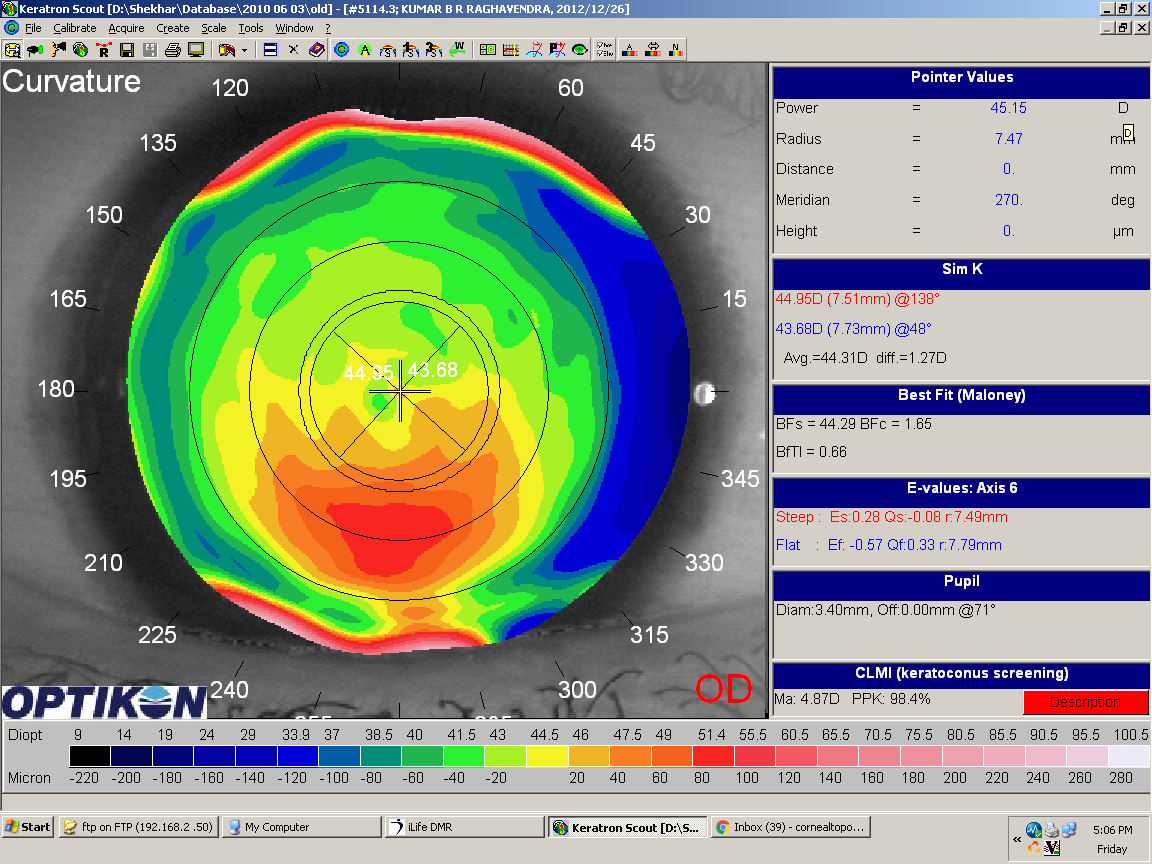 Keratron Scout [D:\Shekhar\Database\2010 06 03\old] - [#5114.3; KUMAR B R RAGHAVENDRA, 2012/12/26]
File Calibrate Acquire Create Scale Tools Window ?
Curvature
120
60
135
45
150
30
165
15
180
195
345
210
330
225
315
240
300
44.95
43.68
OPTIKON
OD
Pointer Values
Power = 45.15 D
Radius = 7.47 mm
D
Distance = 0. mm
Meridian = 270. deg
Height = 0. µm
Sim K
44.95D (7.51mm) @138°
43.68D (7.73mm) @48°
Avg.=44.31D diff.=1.27D
Best Fit (Maloney)
BFs = 44.29 BFc = 1.65
BfTI = 0.66
E-values: Axis 6
Steep : Es:0.28 Qs:-0.08 r:7.49mm
Flat : Ef: -0.57 Qf:0.33 r:7.79mm
Pupil
Diam:3.40mm, Off:0.00mm @71°
CLMI (keratoconus screening)
Ma: 4.87D PPK: 98.4%
Description
Diopt 9 14 19 24 29 33.9 37 38.5 40 41.5 43 44.5 46 47.5 49 51.4 55.5 60.5 65.5 70.5 75.5 80.5 85.5 90.5 95.5 100.5
Micron -220 -200 -180 -160 -140 -120 -100 -80 -60 -40 -20 20 40 60 80 100 120 140 160 180 200 220 240 260 280
Start
ftp on FTP (192.168.2 .50)
My Computer
iLife DMR
Keratron Scout [D:\S...
Inbox (39) - cornealtopo...
5:06 PM
Friday